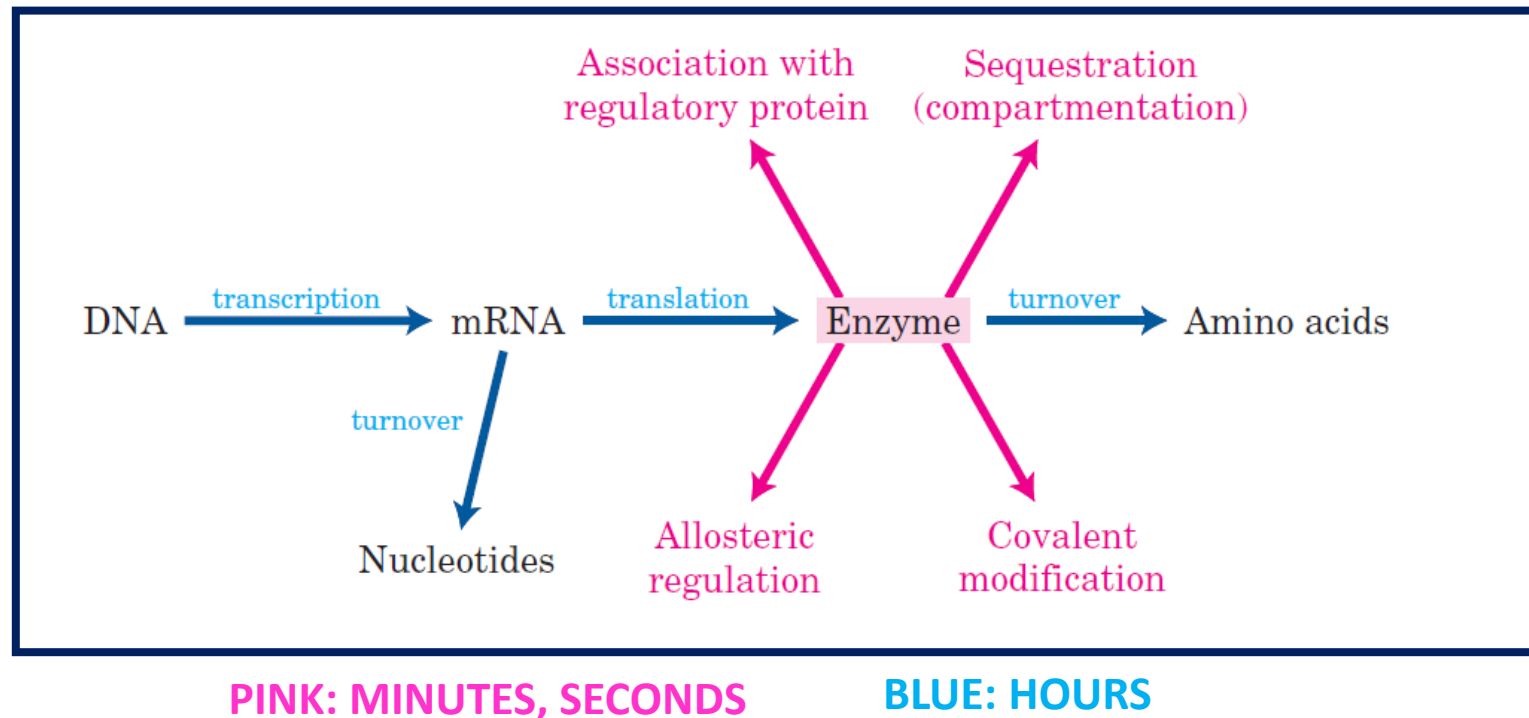 Association with
regulatory protein
Sequestration
(compartmentation)
DNA
transcription
mRNA
translation
Enzyme
turnover
Amino acids
turnover
Nucleotides
Allosteric
regulation
Covalent
modification
PINK: MINUTES, SECONDS
BLUE: HOURS